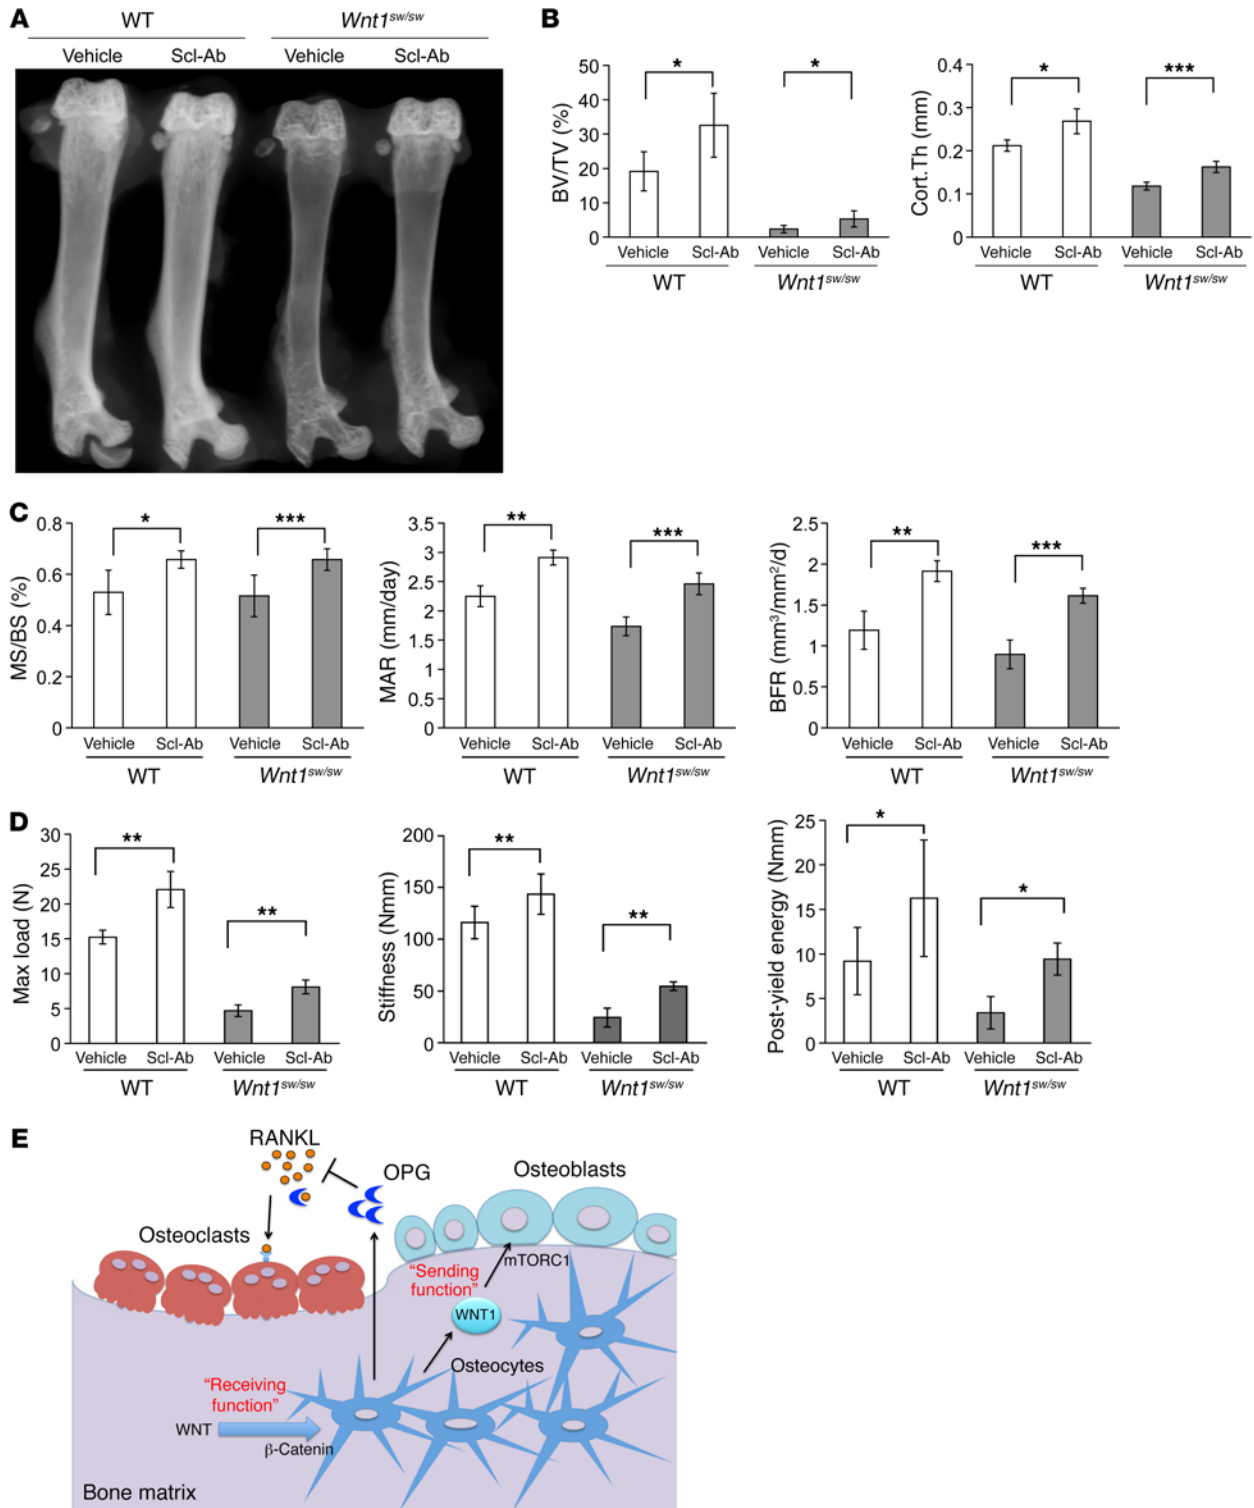 A
WT Wnt1sw/sw
Vehicle Scl-Ab Vehicle Scl-Ab
B
BV/TV (%)
50
40
30
20
10
0
* *
Vehicle Scl-Ab Vehicle Scl-Ab
WT Wnt1sw/sw
Cort.Th (mm)
0.4
0.3
0.2
0.1
0
* ***
Vehicle Scl-Ab Vehicle Scl-Ab
WT Wnt1sw/sw
C
MS/BS (%)
0.8
0.6
0.4
0.2
0
* ***
Vehicle Scl-Ab Vehicle Scl-Ab
WT Wnt1sw/sw
MAR (mm/day)
3.5
3
2.5
2
1.5
1
0.5
0
** ***
Vehicle Scl-Ab Vehicle Scl-Ab
WT Wnt1sw/sw
BFR (mm3/mm2/d)
2.5
2
1.5
1
0.5
0
** ***
Vehicle Scl-Ab Vehicle Scl-Ab
WT Wnt1sw/sw
D
Max load (N)
30
25
20
15
10
5
0
** **
Vehicle Scl-Ab Vehicle Scl-Ab
WT Wnt1sw/sw
Stiffness (Nmm)
200
150
100
50
0
** **
Vehicle Scl-Ab Vehicle Scl-Ab
WT Wnt1sw/sw
Post-yield energy (Nmm)
25
20
15
10
5
0
* *
Vehicle Scl-Ab Vehicle Scl-Ab
WT Wnt1sw/sw
E
RANKL
OPG
Osteoblasts
Osteoclasts
mTORC1
“Sending
function”
WNT1
Osteocytes
“Receiving
function”
WNT
β-Catenin
Bone matrix